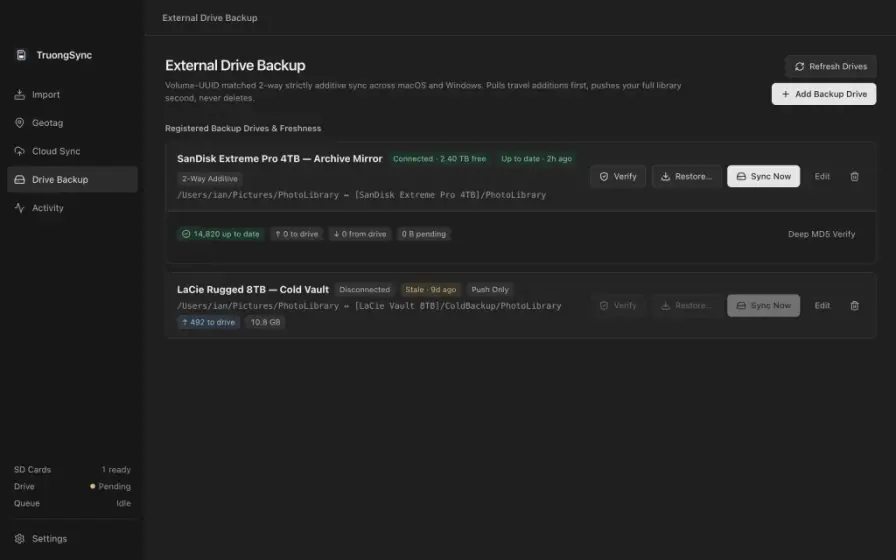 External Drive Backup
TruongSync
Import
Geotag
Cloud Sync
Drive Backup
Activity
SD Cards 1 ready
Drive Pending
Queue Idle
Settings
External Drive Backup
Volume-UUID matched 2-way strictly additive sync across macOS and Windows. Pulls travel additions first, pushes your full library
second, never deletes.
Refresh Drives
+ Add Backup Drive
Registered Backup Drives & Freshness
SanDisk Extreme Pro 4TB — Archive Mirror Connected · 2.40 TB free Up to date · 2h ago
2-Way Additive
/Users/ian/Pictures/PhotoLibrary ↔ [SanDisk Extreme Pro 4TB]/PhotoLibrary
Verify Restore... Sync Now Edit
14,820 up to date ↑ 0 to drive ↓ 0 from drive 0 B pending Deep MD5 Verify
LaCie Rugged 8TB — Cold Vault Disconnected Stale · 9d ago Push Only
/Users/ian/Pictures/PhotoLibrary ↔ [LaCie Vault 8TB]/ColdBackup/PhotoLibrary
↑ 492 to drive 10.8 GB
Verify Restore... Sync Now Edit